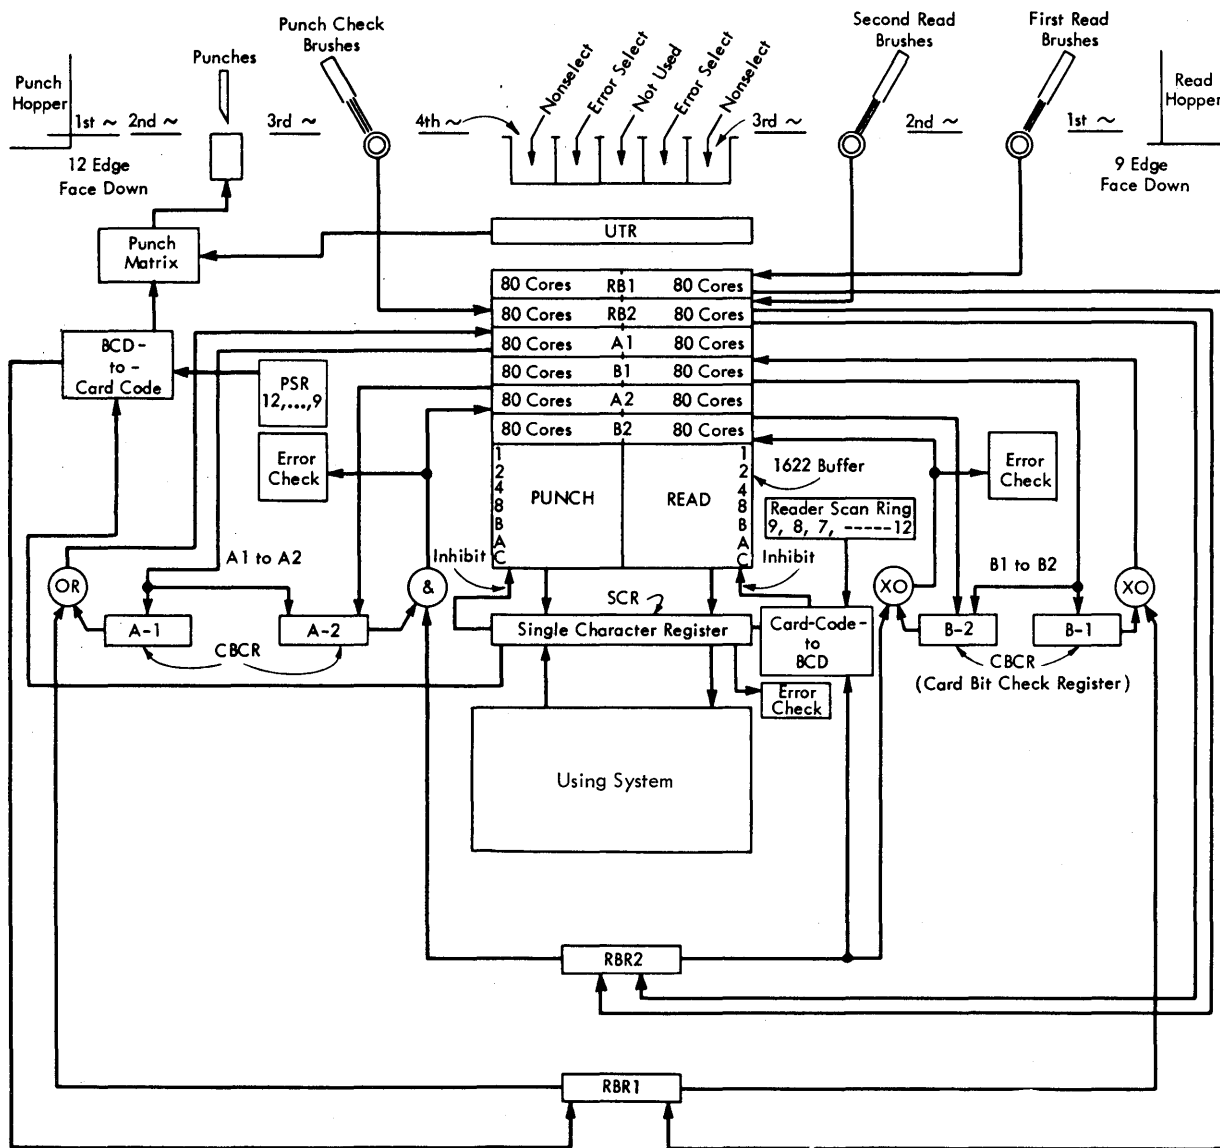 Punch Check
Brushes
Second Read
Brushes
First Read
Brushes
Punches
Nonselect
Error Select
Not Used
Error Select
Nonselect
Punch
Hopper
Read
Hopper
1st ~
2nd ~
3rd ~
4th ~
3rd ~
2nd ~
1st ~
12 Edge
Face Down
9 Edge
Face Down
UTR
Punch
Matrix
80 Cores RB1 80 Cores
80 Cores RB2 80 Cores
80 Cores A1 80 Cores
80 Cores B1 80 Cores
80 Cores A2 80 Cores
80 Cores B2 80 Cores
BCD-
to -
Card Code
PSR
12,...,9
Error
Check
1
2
4
8
B
A
C
PUNCH
READ
1
2
4
8
B
A
C
1622 Buffer
Error
Check
Reader Scan Ring
9, 8, 7, -----12
A1 to A2
Inhibit
Inhibit
B1 to B2
OR
&
XO
XO
SCR
A-1
A-2
Single Character Register
Card-Code-
to
BCD
B-2
B-1
CBCR
CBCR
(Card Bit Check Register)
Error
Check
Using System
RBR2
RBR1